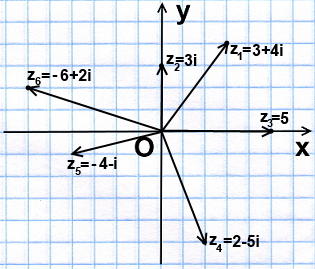 y
z₁=3+4i
z₂=3i
z₆=-6+2i
z₃=5
O
x
z₅=-4-i
z₄=2-5i